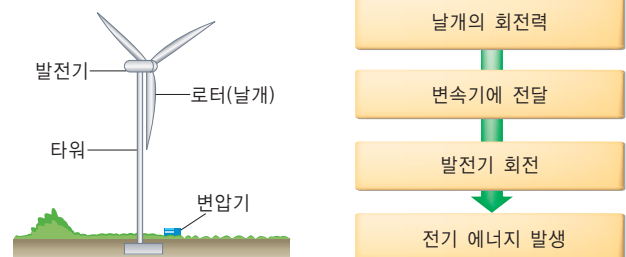 발전기
로터(날개)
타워
변압기
날개의 회전력
변속기에 전달
발전기 회전
전기 에너지 발생